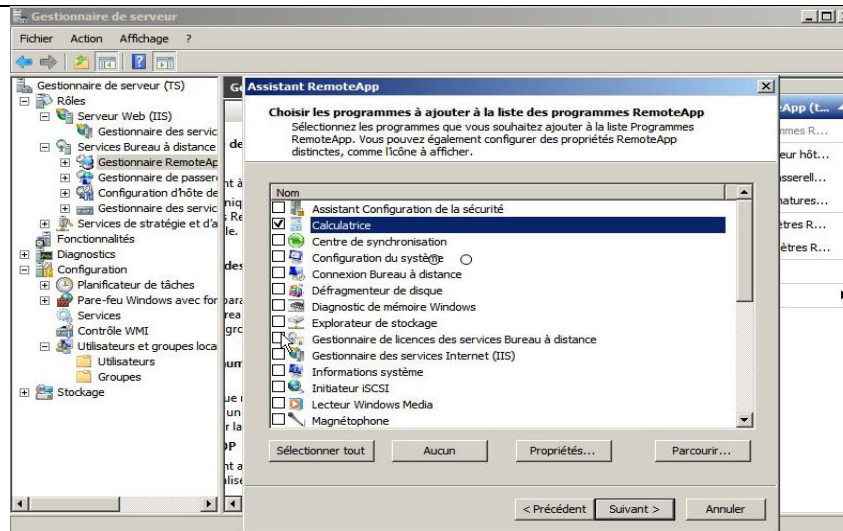 Gestionnaire de serveur
Fichier Action Affichage ?
Gestionnaire de serveur (TS)
Rôles
Serveur Web (IIS)
Gestionnaire des servic
Services Bureau à distance
Gestionnaire RemoteAp
Gestionnaire de passer
Configuration d'hôte de
Gestionnaire des servic
Services de stratégie et d'a
Fonctionnalités
Diagnostics
Configuration
Planificateur de tâches
Pare-feu Windows avec for
Services
Contrôle WMI
Utilisateurs et groupes loca
Utilisateurs
Groupes
Stockage
Assistant RemoteApp
Choisir les programmes à ajouter à la liste des programmes RemoteApp
Sélectionnez les programmes que vous souhaitez ajouter à la liste Programmes
RemoteApp. Vous pouvez également configurer des propriétés RemoteApp
distinctes, comme l'icône à afficher.
Nom
Assistant Configuration de la sécurité
Calculatrice
Centre de synchronisation
Configuration du système
Connexion Bureau à distance
Défragmenteur de disque
Diagnostic de mémoire Windows
Explorateur de stockage
Gestionnaire de licences des services Bureau à distance
Gestionnaire des services Internet (IIS)
Informations système
Initiateur iSCSI
Lecteur Windows Media
Magnétophone
Sélectionner tout Aucun Propriétés... Parcourir...
< Précédent Suivant > Annuler
App (t...
mmes R...
eur hôt...
sserell...
natures...
ètres R...
ètres R...